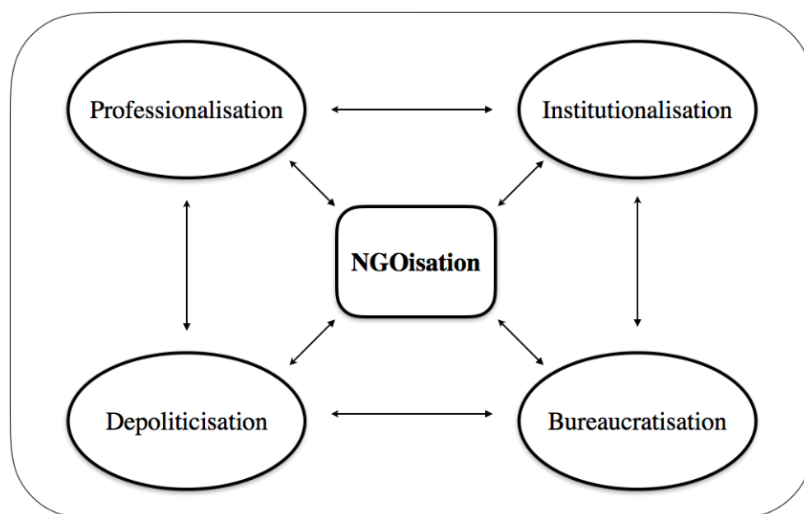 Professionalisation
Institutionalisation
NGOisation
Depoliticisation
Bureaucratisation